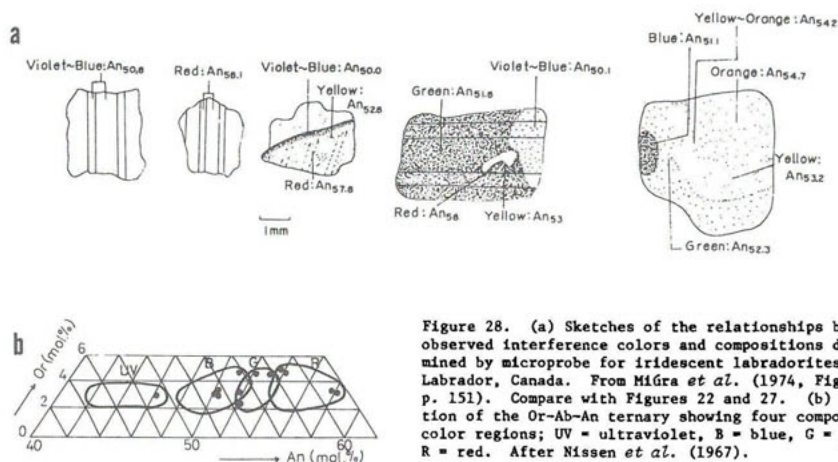 a
Violet~Blue:An50.6
Red:An58.1
Violet~Blue:An50.0
Yellow:
An52.8
Red:An57.8
1mm
Green:An51.8
Violet~Blue:An50.1
Red:An56
Yellow:An53
Yellow~Orange:An54.2
Blue:An51.1
Orange:An54.7
Yellow:
An53.2
Green:An52.3
b
Or(mol.%)
6
4
2
0
UV
B
G
R
40
50
60
An (mol.%)
Figure 28. (a) Sketches of the relationships b
observed interference colors and compositions d
mined by microprobe for iridescent labradorites
Labrador, Canada. From Miúra et al. (1974, Fig
p. 151). Compare with Figures 22 and 27. (b)
tion of the Or-Ab-An ternary showing four compo
color regions; UV = ultraviolet, B = blue, G =
R = red. After Nissen et al. (1967).